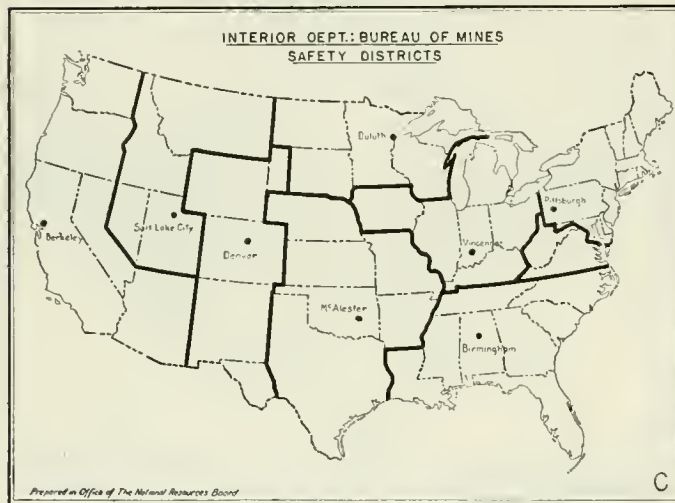 INTERIOR DEPT.: BUREAU OF MINES
SAFETY DISTRICTS
Duluth
Pittsburgh
Berkeley
Salt Lake City
Vincennes
Denver
McAlester
Birmingham
Prepared in Office of The National Resources Board
C